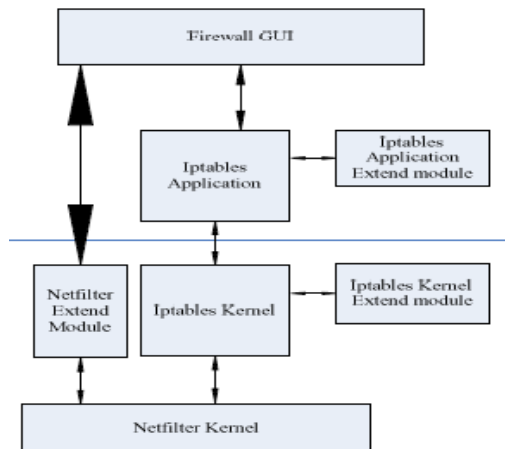 Firewall GUI
Iptables
Application
Iptables
Application
Extend module
Netfilter
Extend
Module
Iptables Kernel
Iptables Kernel
Extend module
Netfilter Kernel